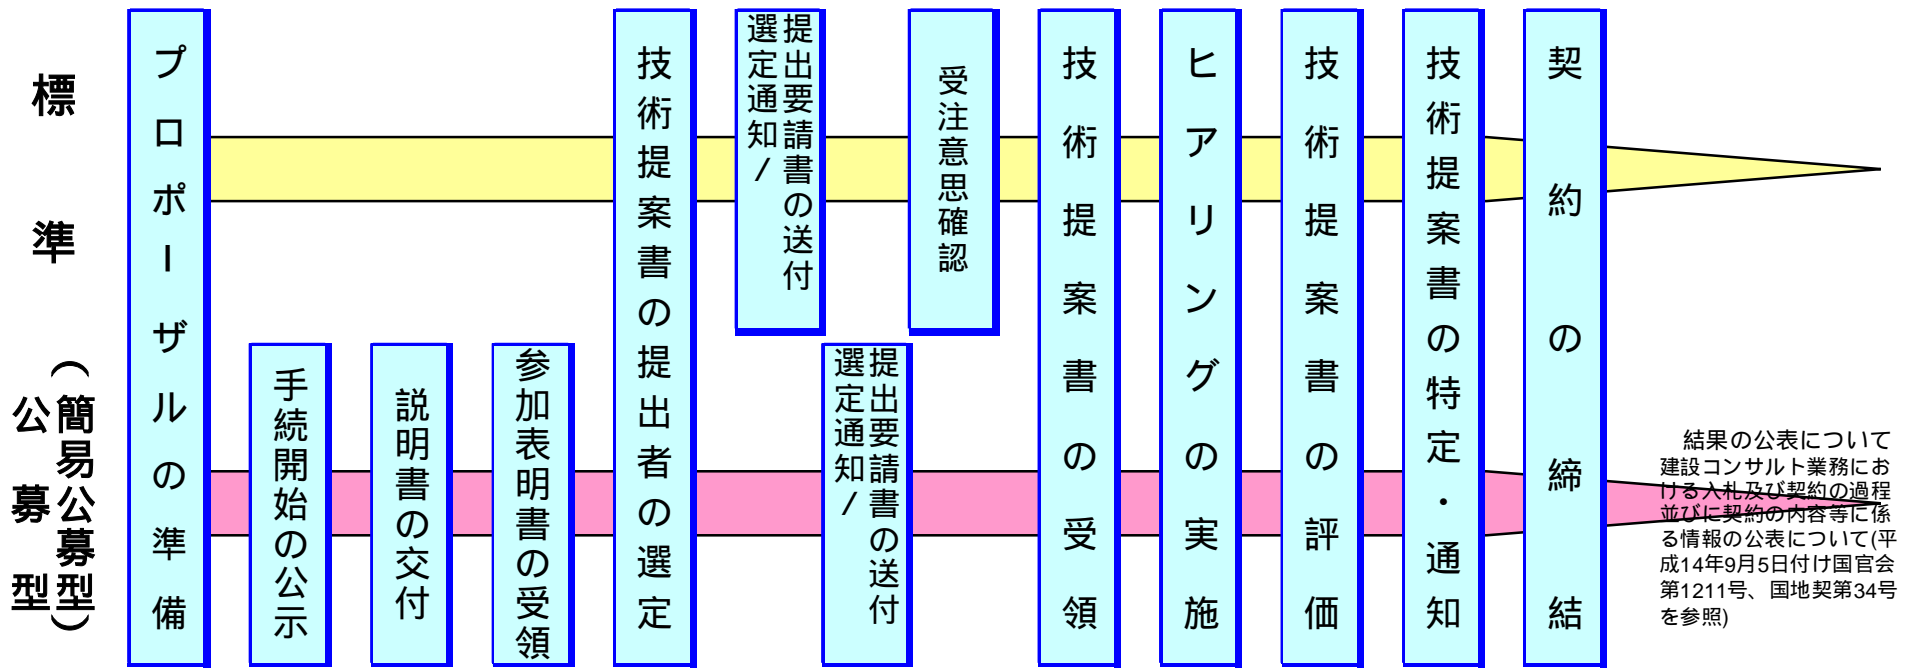 標準
公募型
（簡易公募型）
プロポーザルの準備
手続開始の公示
説明書の交付
参加表明書の受領
技術提案書の提出者の選定
選定通知/
提出要請書の送付
選定通知/
提出要請書の送付
受注意思確認
技術提案書の受領
ヒアリングの実施
技術提案書の評価
技術提案書の特定・通知
契約の締結
結果の公表について
建設コンサルト業務にお
ける入札及び契約の過程
並びに契約の内容等に係
る情報の公表について(平
成14年9月5日付け国官会
第1211号、国地契第34号
を参照)